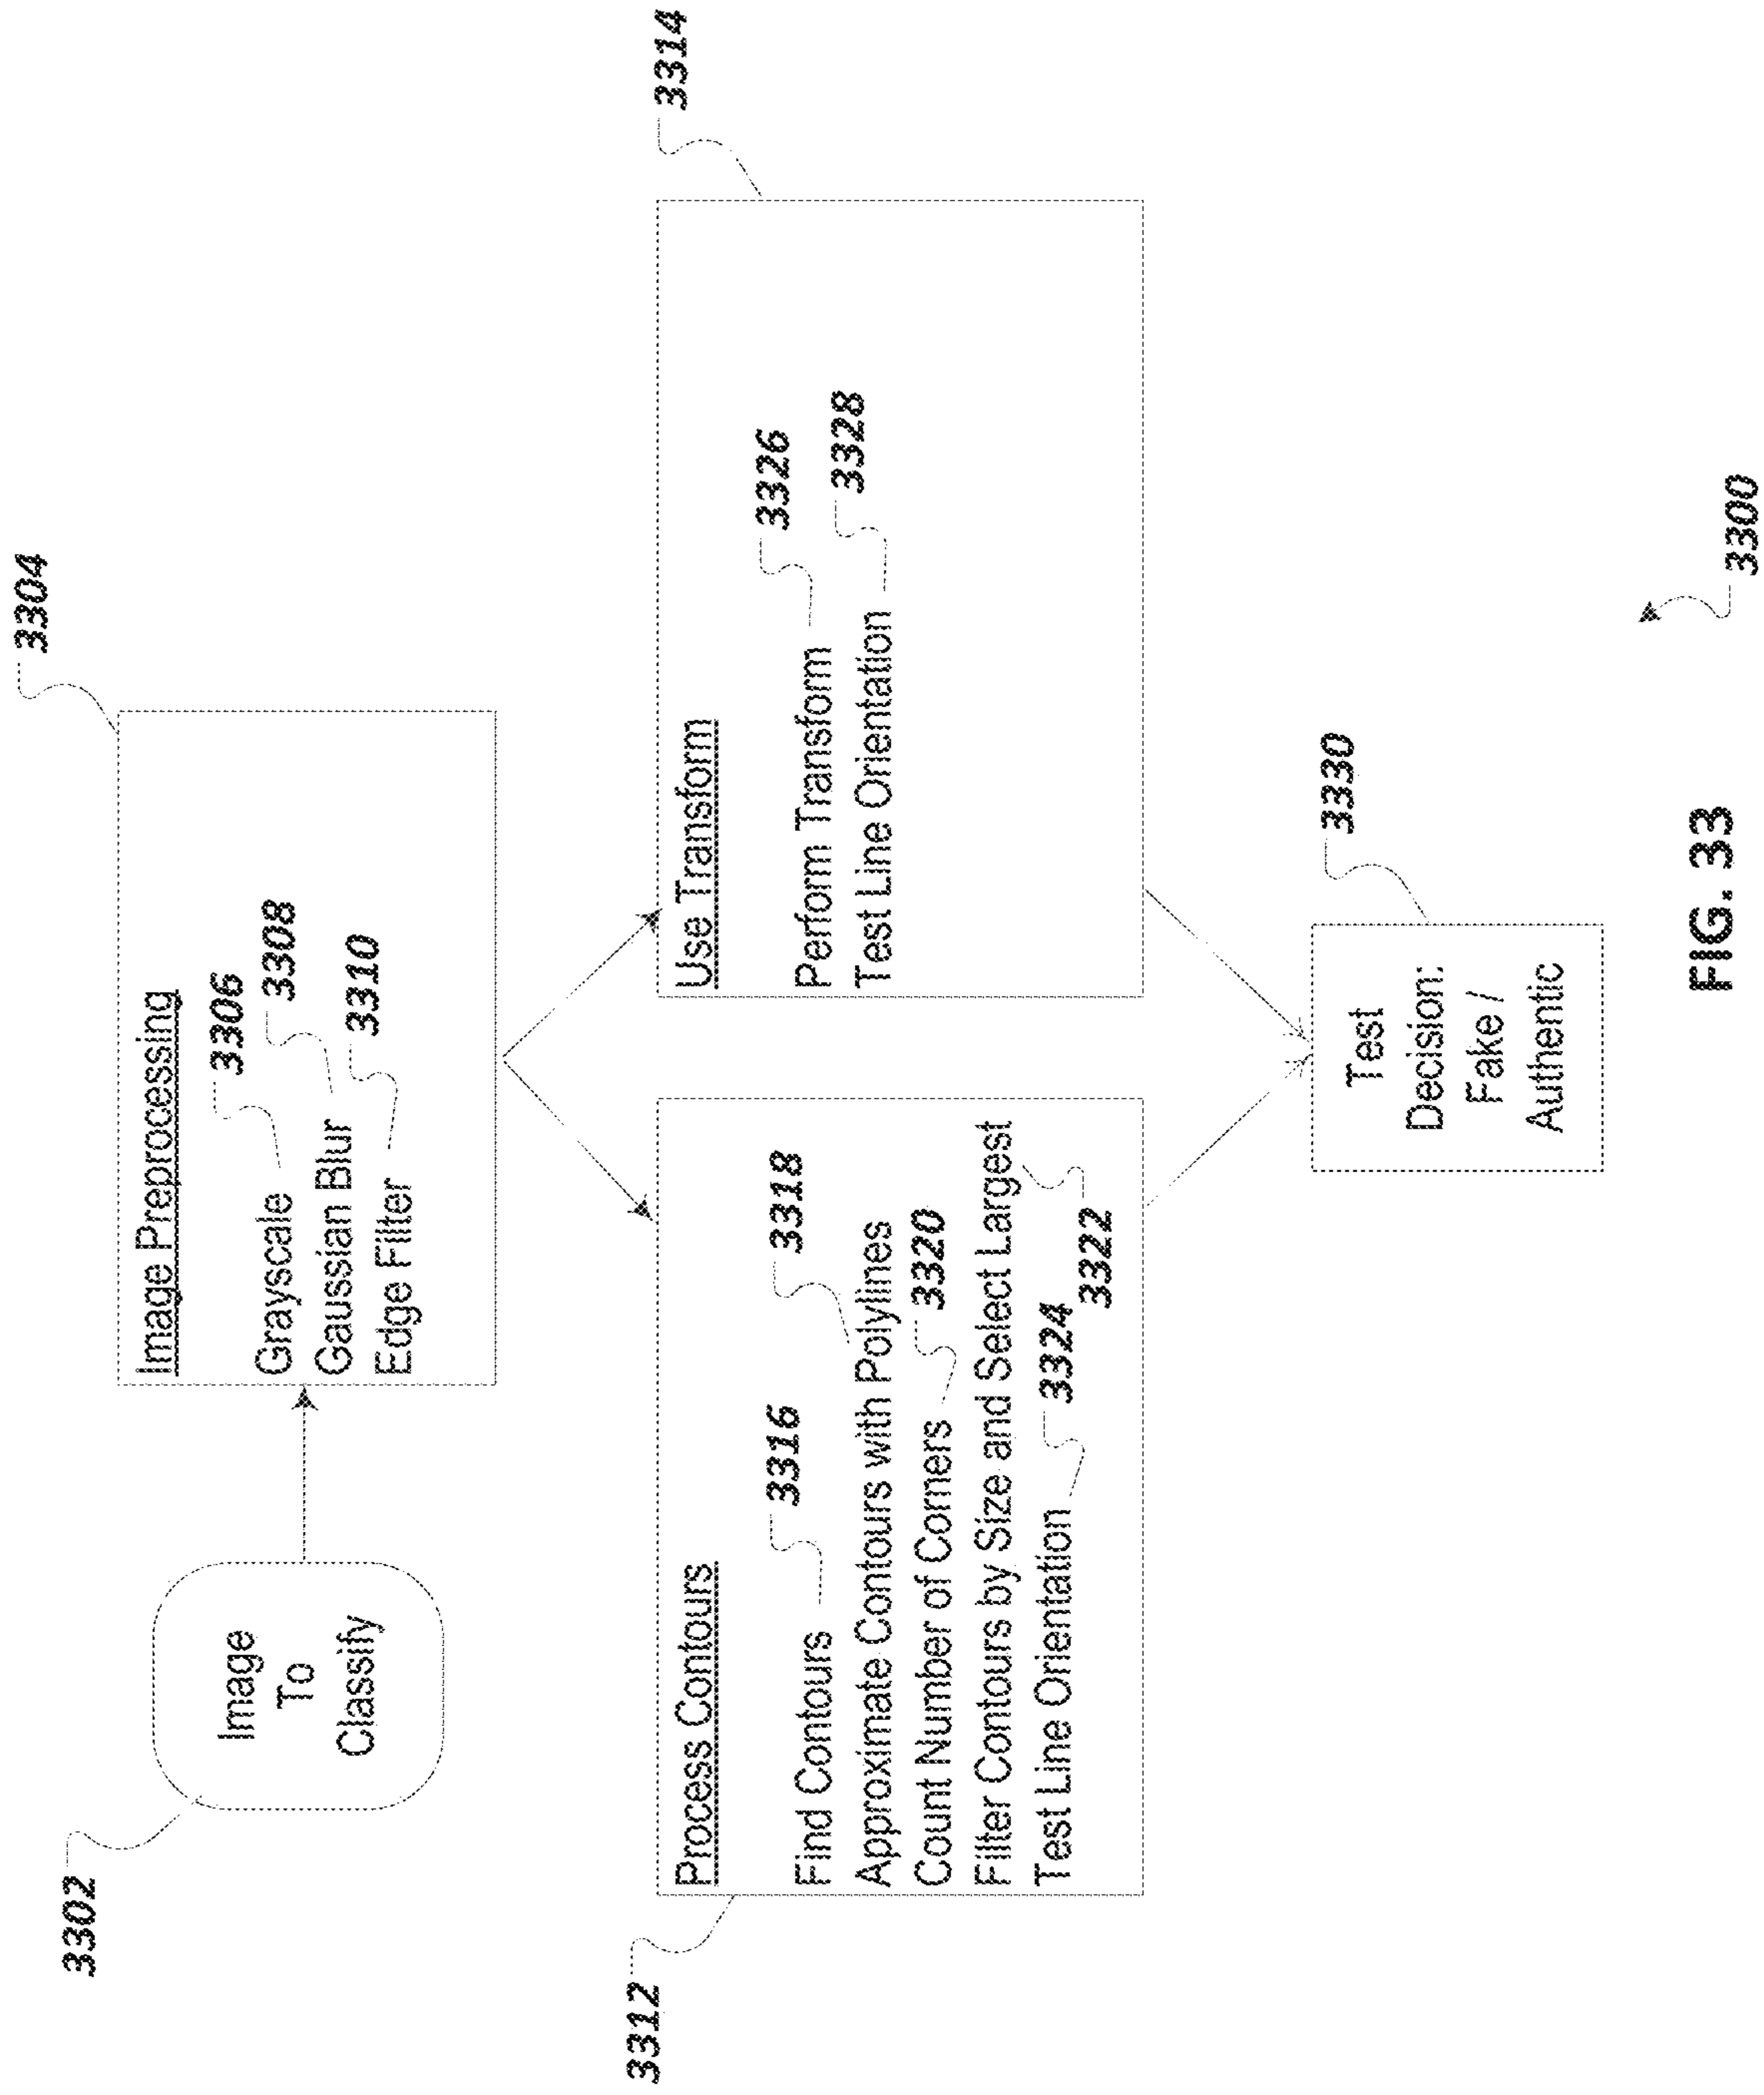 3302
Image
To
Classify
3304
Image Preprocessing
Grayscale 3306
Gaussian Blur 3308
Edge Filter 3310
3312
Process Contours
Find Contours 3316
Approximate Contours with Polylines 3318
Count Number of Corners 3320
Filter Contours by Size and Select Largest
Test Line Orientation 3324
3322
3314
Use Transform
Perform Transform 3326
Test Line Orientation 3328
3330
Test
Decision:
Fake /
Authentic
FIG. 33
3300